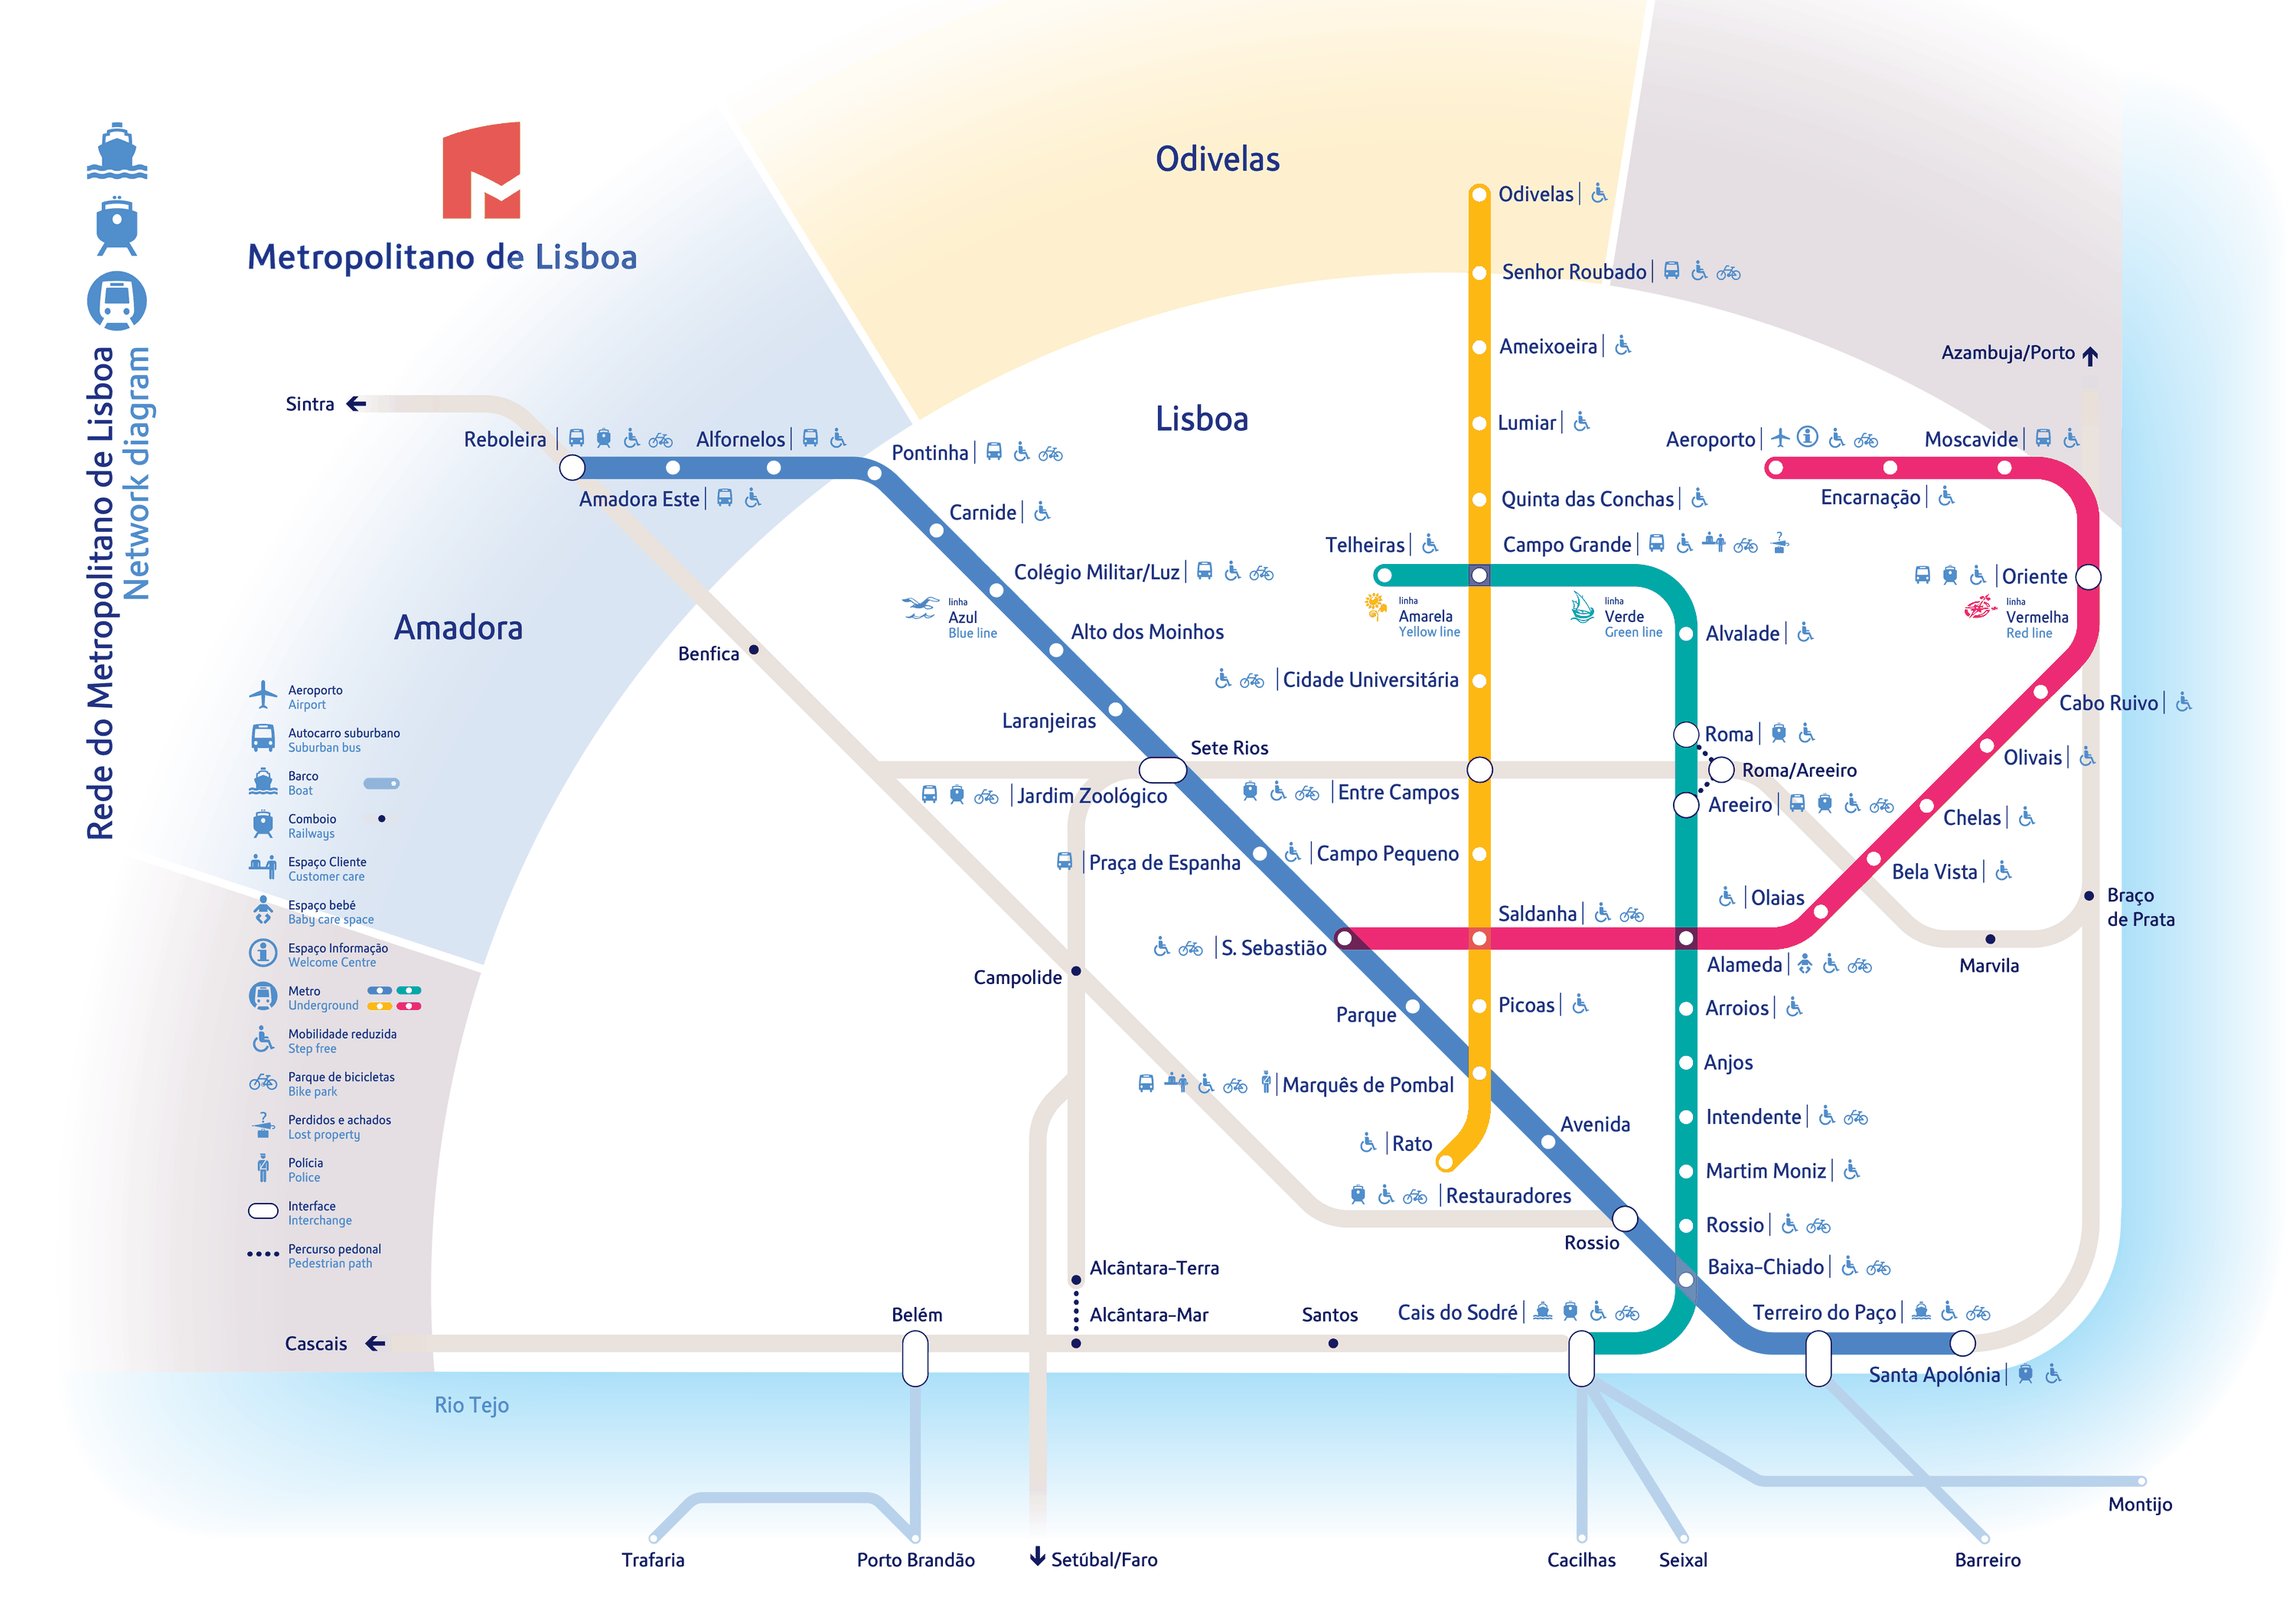 Rede do Metropolitano de Lisboa
Network diagram
Metropolitano de Lisboa
Odivelas
Lisboa
Amadora
Odivelas
Senhor Roubado
Ameixoeira
Lumiar
Quinta das Conchas
Telheiras
Campo Grande
Azambuja/Porto
Aeroporto
Moscavide
Encarnação
Sintra
Reboleira
Alfornelos
Pontinha
Amadora Este
Carnide
Colégio Militar/Luz
linha
Azul
Blue line
linha
Amarela
Yellow line
linha
Verde
Green line
Oriente
linha
Vermelha
Red line
Alto dos Moinhos
Alvalade
Benfica
Cidade Universitária
Cabo Ruivo
Laranjeiras
Sete Rios
Roma
Olivais
Roma/Areeiro
Jardim Zoológico
Entre Campos
Areeiro
Chelas
Praça de Espanha
Campo Pequeno
Bela Vista
Olaias
Braço
de Prata
Saldanha
S. Sebastião
Alameda
Marvila
Campolide
Parque
Picoas
Arroios
Anjos
Marquês de Pombal
Intendente
Avenida
Rato
Martim Moniz
Restauradores
Rossio
Rossio
Alcântara-Terra
Baixa-Chiado
Belém
Alcântara-Mar
Santos
Cais do Sodré
Terreiro do Paço
Cascais
Santa Apolónia
Rio Tejo
Montijo
Trafaria
Porto Brandão
Setúbal/Faro
Cacilhas
Seixal
Barreiro
Aeroporto
Airport
Autocarro suburbano
Suburban bus
Barco
Boat
Comboio
Railways
Espaço Cliente
Customer care
Espaço bebé
Baby care space
Espaço Informação
Welcome Centre
Metro
Underground
Mobilidade reduzida
Step free
Parque de bicicletas
Bike park
Perdidos e achados
Lost property
Polícia
Police
Interface
Interchange
Percurso pedonal
Pedestrian path